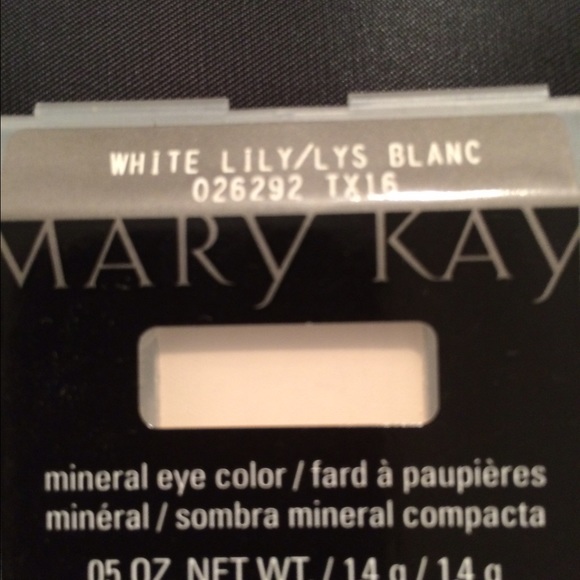 WHITE LILY/LYS BLANC
026292 TX16
MARY KAY
mineral eye color / fard à paupières
minéral / sombra mineral compacta
.05 OZ. NET WT. / 1.4 g / 1.4 g